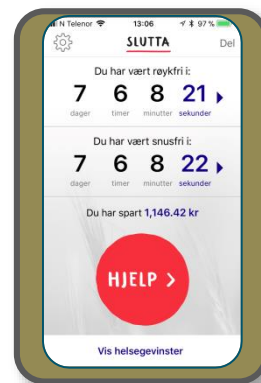 N Telenor 13:06 97 %
SLUTTA Del
Du har vært røykfri i:
7 6 8 21
dager timer minutter sekunder
Du har vært snusfri i:
7 6 8 22
dager timer minutter sekunder
Du har spart 1,146.42 kr
HJELP >
Vis helsegevinster